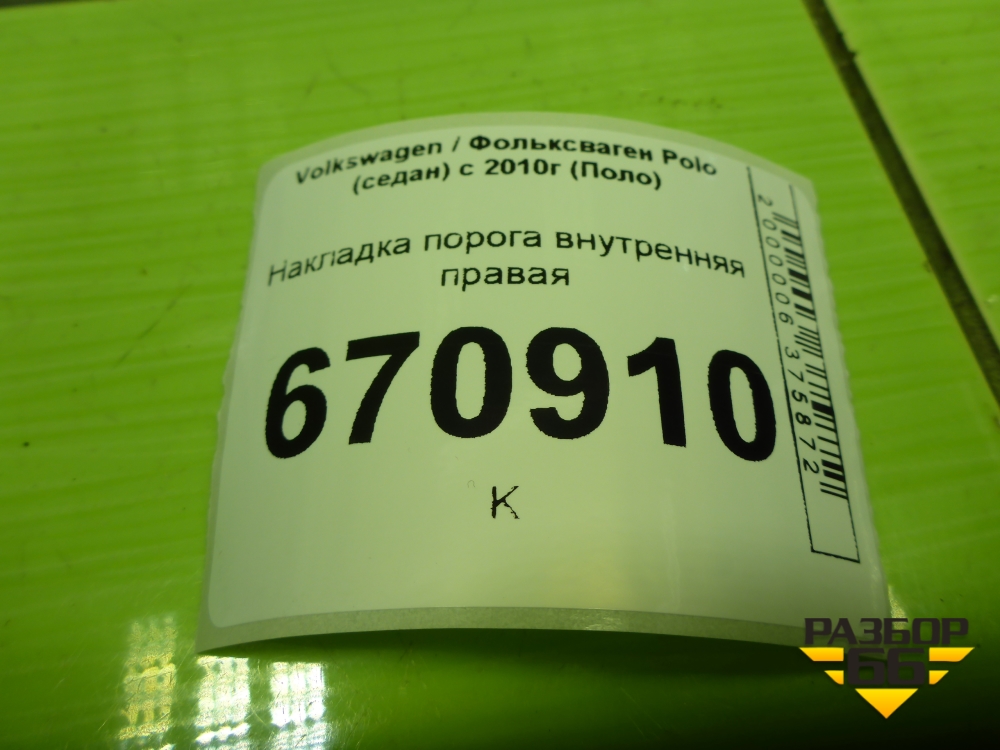 Volkswagen / Фольксваген Polo
(седан) с 2010г (Поло)
Накладка порога внутренняя
правая
670910
К
2000006375872
РАЗБОР
66